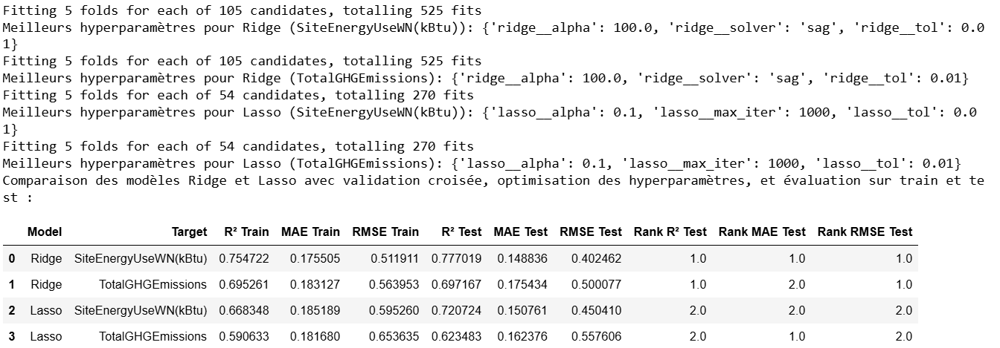 Fitting 5 folds for each of 105 candidates, totalling 525 fits
Meilleurs hyperparamètres pour Ridge (SiteEnergyUseWN(kBtu)): {'ridge__alpha': 100.0, 'ridge__solver': 'sag', 'ridge__tol': 0.0
1}
Fitting 5 folds for each of 105 candidates, totalling 525 fits
Meilleurs hyperparamètres pour Ridge (TotalGHGEmissions): {'ridge__alpha': 100.0, 'ridge__solver': 'sag', 'ridge__tol': 0.01}
Fitting 5 folds for each of 54 candidates, totalling 270 fits
Meilleurs hyperparamètres pour Lasso (SiteEnergyUseWN(kBtu)): {'lasso__alpha': 0.1, 'lasso__max_iter': 1000, 'lasso__tol': 0.0
1}
Fitting 5 folds for each of 54 candidates, totalling 270 fits
Meilleurs hyperparamètres pour Lasso (TotalGHGEmissions): {'lasso__alpha': 0.1, 'lasso__max_iter': 1000, 'lasso__tol': 0.01}
Comparaison des modèles Ridge et Lasso avec validation croisée, optimisation des hyperparamètres, et évaluation sur train et te
st :
Model Target R² Train MAE Train RMSE Train R² Test MAE Test RMSE Test Rank R² Test Rank MAE Test Rank RMSE Test
0 Ridge SiteEnergyUseWN(kBtu) 0.754722 0.175505 0.511911 0.777019 0.148836 0.402462 1.0 1.0 1.0
1 Ridge TotalGHGEmissions 0.695261 0.183127 0.563953 0.697167 0.175434 0.500077 1.0 2.0 1.0
2 Lasso SiteEnergyUseWN(kBtu) 0.668348 0.185189 0.595260 0.720724 0.150761 0.450410 2.0 2.0 2.0
3 Lasso TotalGHGEmissions 0.590633 0.181680 0.653635 0.623483 0.162376 0.557606 2.0 1.0 2.0